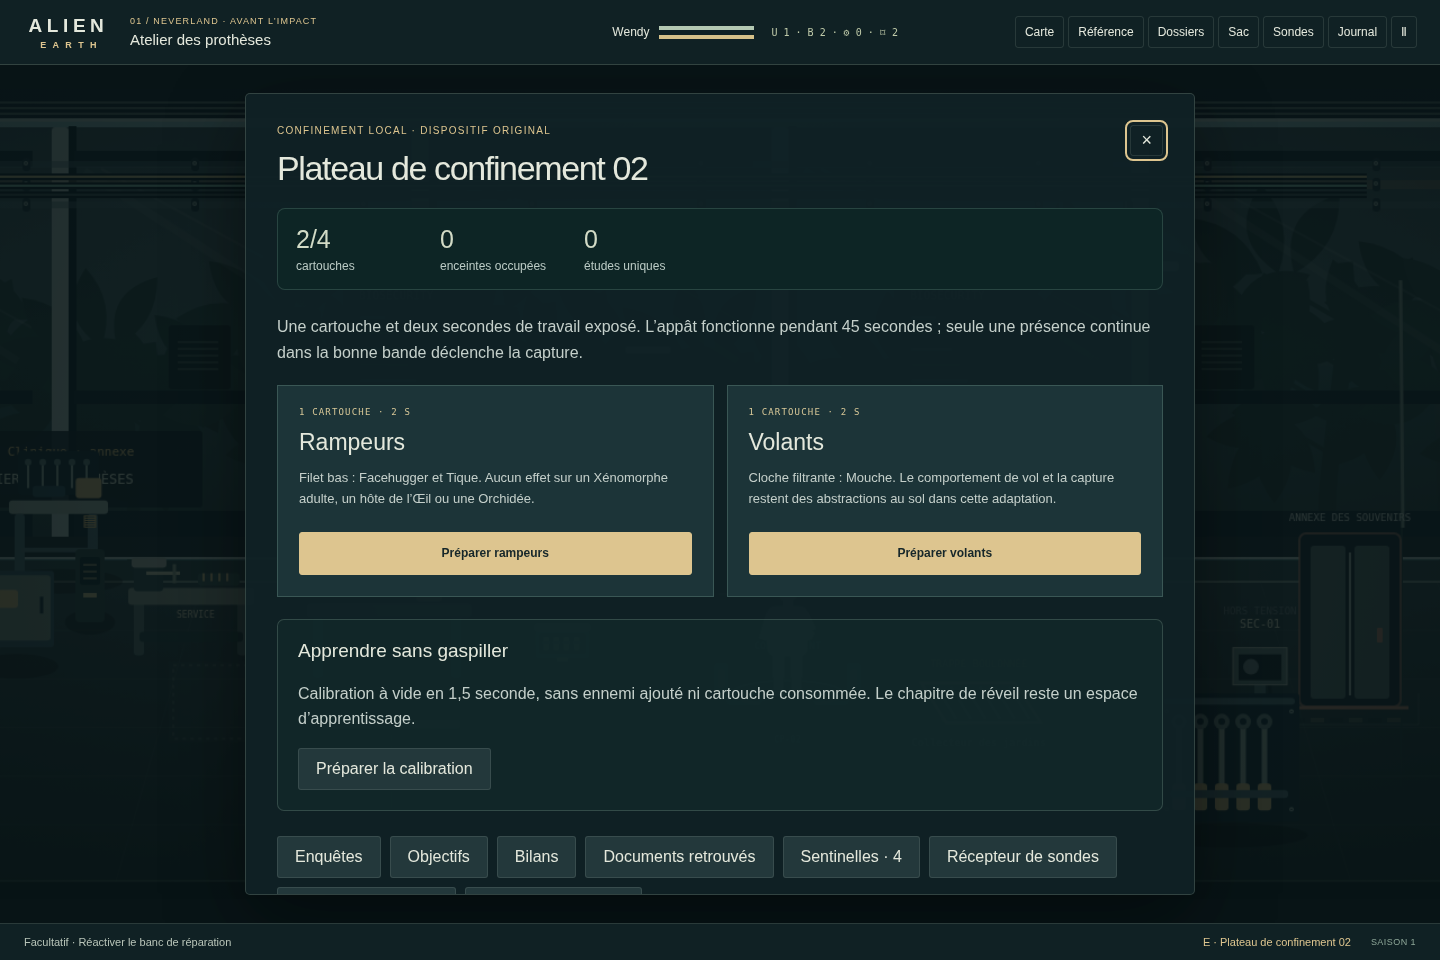 ALIEN
EARTH
01 / NEVERLAND · AVANT L'IMPACT
Atelier des prothèses
Wendy
U 1 · B 2 · ⚙ 0 · ⌑ 2
Carte
Référence
Dossiers
Sac
Sondes
Journal
Ⅱ
CONFINEMENT LOCAL · DISPOSITIF ORIGINAL
×
Plateau de confinement 02
2/4
0
0
cartouches
enceintes occupées
études uniques
Une cartouche et deux secondes de travail exposé. L’appât fonctionne pendant 45 secondes ; seule une présence continue
dans la bonne bande déclenche la capture.
1 CARTOUCHE · 2 S
Rampeurs
Filet bas : Facehugger et Tique. Aucun effet sur un Xénomorphe
adulte, un hôte de l’Œil ou une Orchidée.
Préparer rampeurs
1 CARTOUCHE · 2 S
Volants
Cloche filtrante : Mouche. Le comportement de vol et la capture
restent des abstractions au sol dans cette adaptation.
Préparer volants
Apprendre sans gaspiller
Calibration à vide en 1,5 seconde, sans ennemi ajouté ni cartouche consommée. Le chapitre de réveil reste un espace
d’apprentissage.
Préparer la calibration
Enquêtes
Objectifs
Bilans
Documents retrouvés
Sentinelles · 4
Récepteur de sondes
SERVICE
ANNEXE DES SOUVENIRS
HORS TENSION
SEC-01
Facultatif · Réactiver le banc de réparation
E · Plateau de confinement 02
SAISON 1